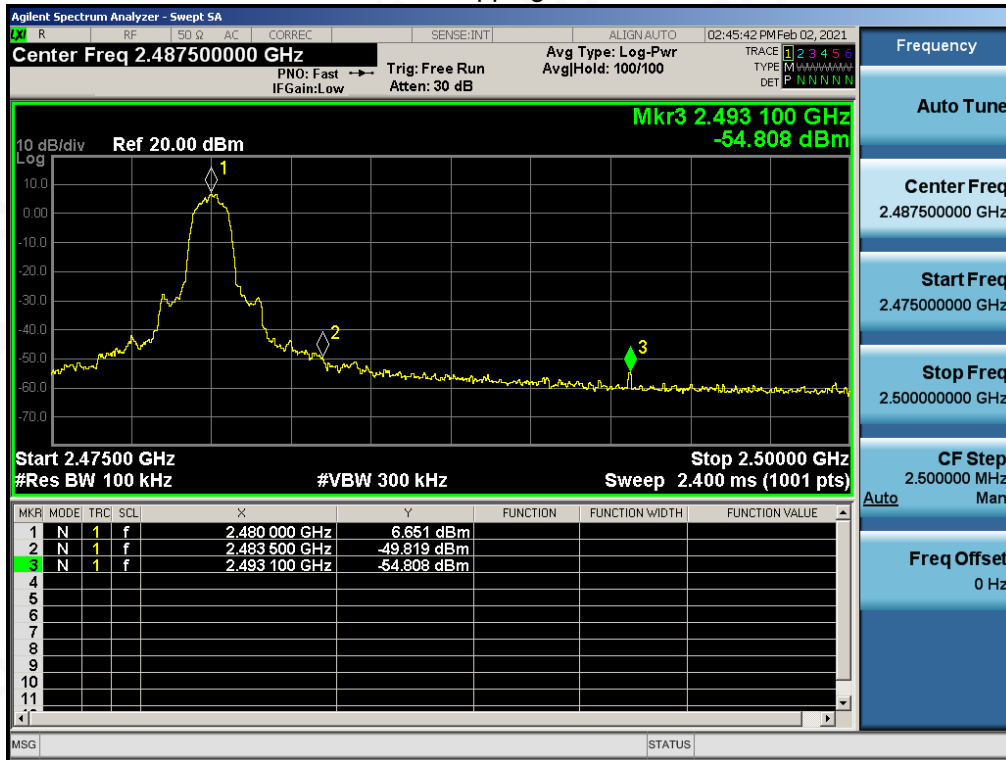 Agilent Spectrum Analyzer - Swept SA
LXI R RF 50 Ω AC CORREC SENSE:INT ALIGN AUTO 02:45:42 PM Feb 02, 2021
Center Freq 2.487500000 GHz
PNO: Fast
IFGain:Low
Trig: Free Run
Atten: 30 dB
Avg Type: Log-Pwr
Avg|Hold: 100/100
TRACE 1 2 3 4 5 6
TYPE M WWWWW
DET P N N N N N
Mkr3 2.493 100 GHz
-54.808 dBm
10 dB/div Ref 20.00 dBm
Log
10.0
0.00
-10.0
-20.0
-30.0
-40.0
-50.0
-60.0
-70.0
1
2
3
Start 2.47500 GHz Stop 2.50000 GHz
#Res BW 100 kHz #VBW 300 kHz Sweep 2.400 ms (1001 pts)
MKR MODE TRC SCL X Y FUNCTION FUNCTION WIDTH FUNCTION VALUE
1 N 1 f 2.480 000 GHz 6.651 dBm
2 N 1 f 2.483 500 GHz -49.819 dBm
3 N 1 f 2.493 100 GHz -54.808 dBm
4
5
6
7
8
9
10
11
MSG STATUS
Frequency
Auto Tune
Center Freq
2.487500000 GHz
Start Freq
2.475000000 GHz
Stop Freq
2.500000000 GHz
CF Step
2.500000 MHz
Auto Man
Freq Offset
0 Hz